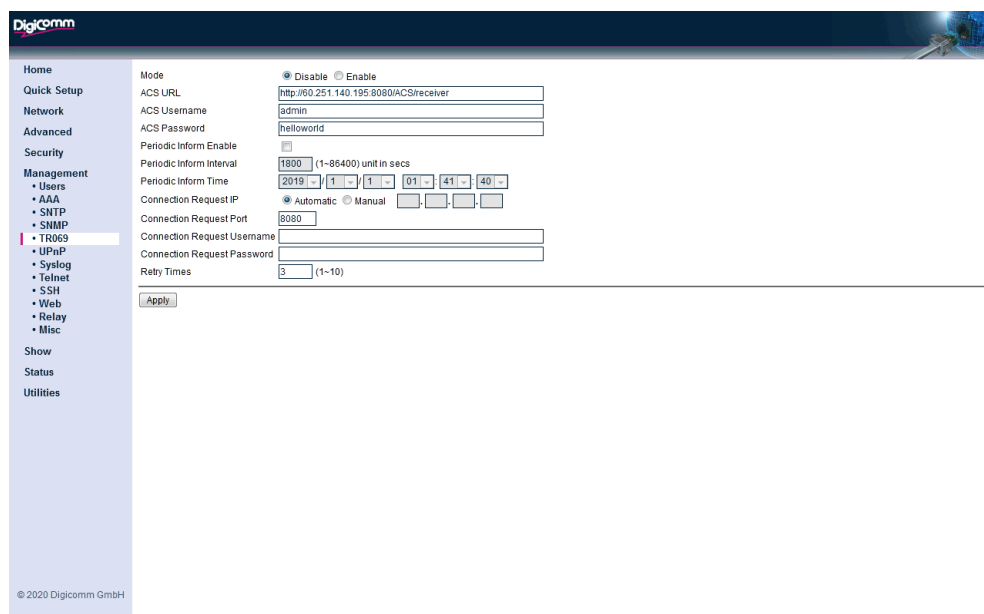 Digicomm
Home
Quick Setup
Network
Advanced
Security
Management
• Users
• AAA
• SNTP
• SNMP
• TR069
• UPnP
• Syslog
• Telnet
• SSH
• Web
• Relay
• Misc
Show
Status
Utilities
© 2020 Digicomm GmbH
Mode Disable Enable
ACS URL http://60.251.140.195:8080/ACS/receiver
ACS Username admin
ACS Password helloworld
Periodic Inform Enable
Periodic Inform Interval 1800 (1~86400) unit in secs
Periodic Inform Time 2019 / 1 / 1 01 : 41 : 40
Connection Request IP Automatic Manual . . .
Connection Request Port 8080
Connection Request Username
Connection Request Password
Retry Times 3 (1~10)
Apply